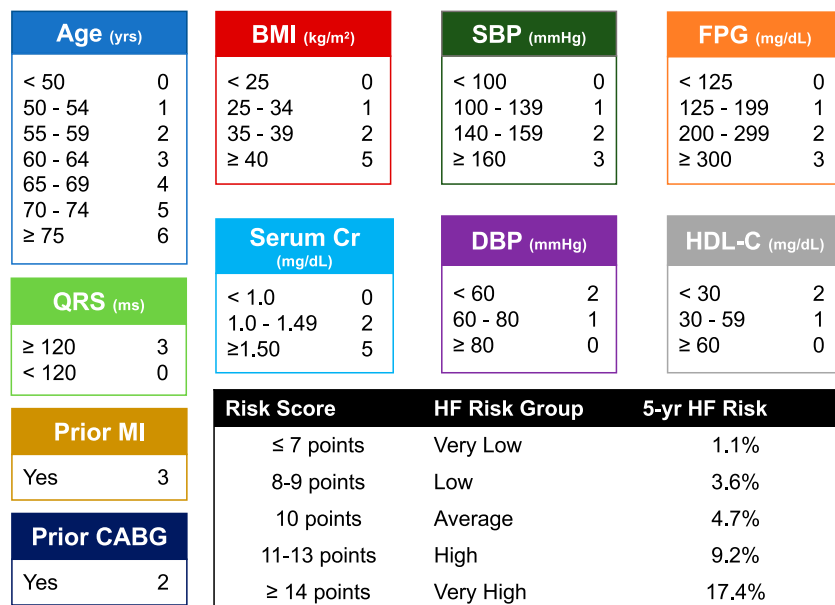 Age (yrs)
< 50 0
50 - 54 1
55 - 59 2
60 - 64 3
65 - 69 4
70 - 74 5
≥ 75 6
BMI (kg/m²)
< 25 0
25 - 34 1
35 - 39 2
≥ 40 5
SBP (mmHg)
< 100 0
100 - 139 1
140 - 159 2
≥ 160 3
FPG (mg/dL)
< 125 0
125 - 199 1
200 - 299 2
≥ 300 3
Serum Cr
(mg/dL)
< 1.0 0
1.0 - 1.49 2
≥1.50 5
DBP (mmHg)
< 60 2
60 - 80 1
≥ 80 0
HDL-C (mg/dL)
< 30 2
30 - 59 1
≥ 60 0
QRS (ms)
≥ 120 3
< 120 0
Prior MI
Yes 3
Prior CABG
Yes 2
Risk Score HF Risk Group 5-yr HF Risk
≤ 7 points Very Low 1.1%
8-9 points Low 3.6%
10 points Average 4.7%
11-13 points High 9.2%
≥ 14 points Very High 17.4%